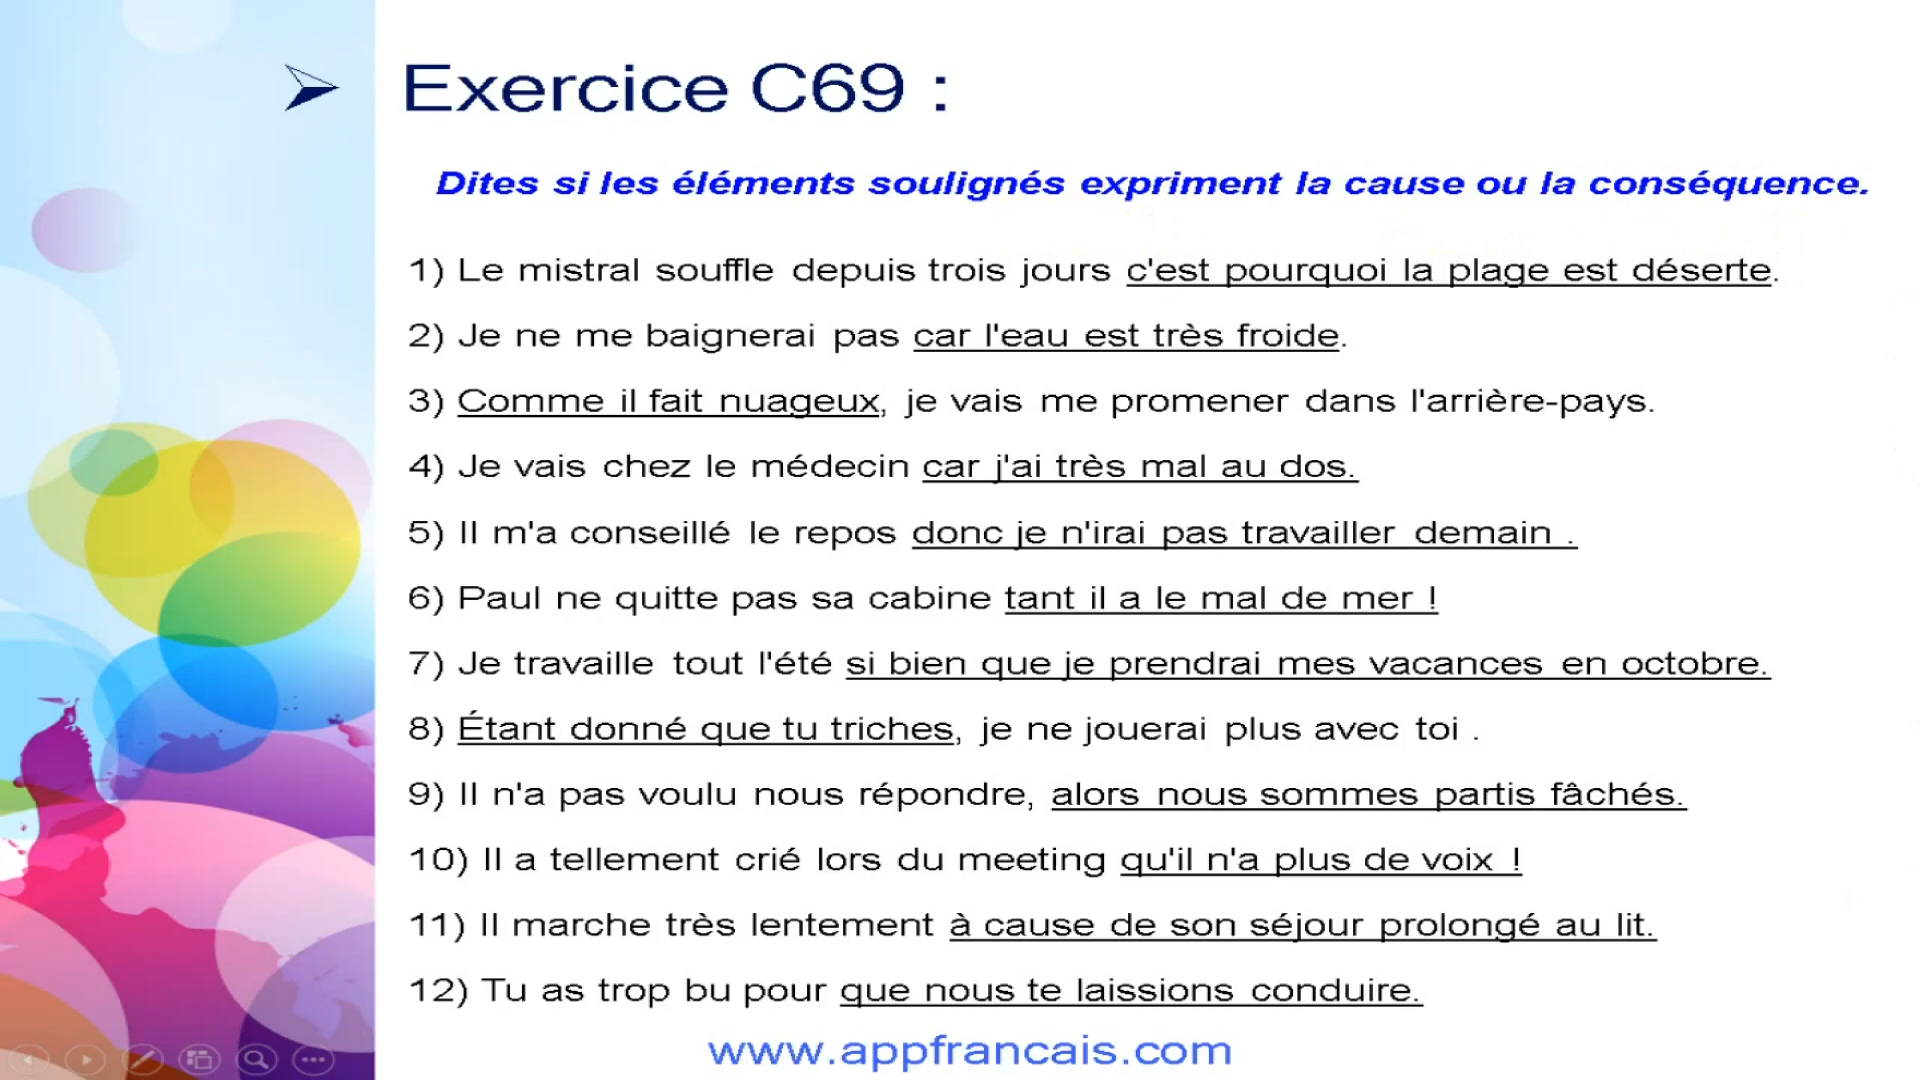 Exercice C69 :
Dites si les éléments soulignés expriment la cause ou la conséquence.
1) Le mistral souffle depuis trois jours c'est pourquoi la plage est déserte.
2) Je ne me baignerai pas car l'eau est très froide.
3) Comme il fait nuageux, je vais me promener dans l'arrière-pays.
4) Je vais chez le médecin car j'ai très mal au dos.
5) Il m'a conseillé le repos donc je n'irai pas travailler demain .
6) Paul ne quitte pas sa cabine tant il a le mal de mer !
7) Je travaille tout l'été si bien que je prendrai mes vacances en octobre.
8) Étant donné que tu triches, je ne jouerai plus avec toi .
9) Il n'a pas voulu nous répondre, alors nous sommes partis fâchés.
10) Il a tellement crié lors du meeting qu'il n'a plus de voix !
11) Il marche très lentement à cause de son séjour prolongé au lit.
12) Tu as trop bu pour que nous te laissions conduire.
www.appfrancais.com